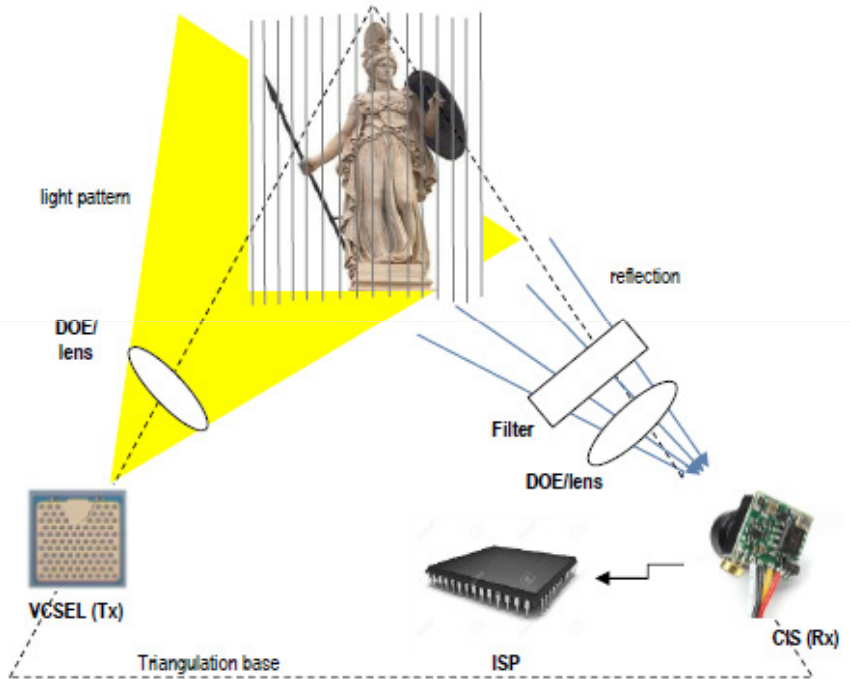 light pattern
reflection
DOE/
lens
Filter
DOE/lens
VCSEL (Tx)
CIS (Rx)
Triangulation base
ISP